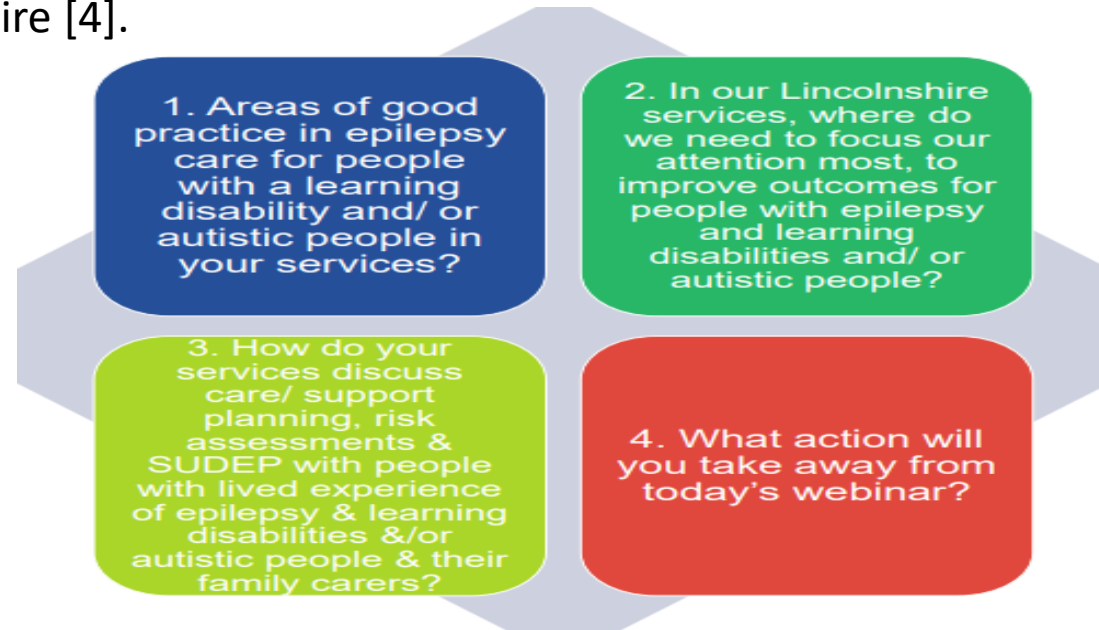 ire [4].
1. Areas of good
practice in epilepsy
care for people
with a learning
disability and/ or
autistic people in
your services?
2. In our Lincolnshire
services, where do
we need to focus our
attention most, to
improve outcomes for
people with epilepsy
and learning
disabilities and/ or
autistic people?
3. How do your
services discuss
care/ support
planning, risk
assessments &
SUDEP with people
with lived experience
of epilepsy & learning
disabilities &/or
autistic people & their
family carers?
4. What action will
you take away from
today’s webinar?